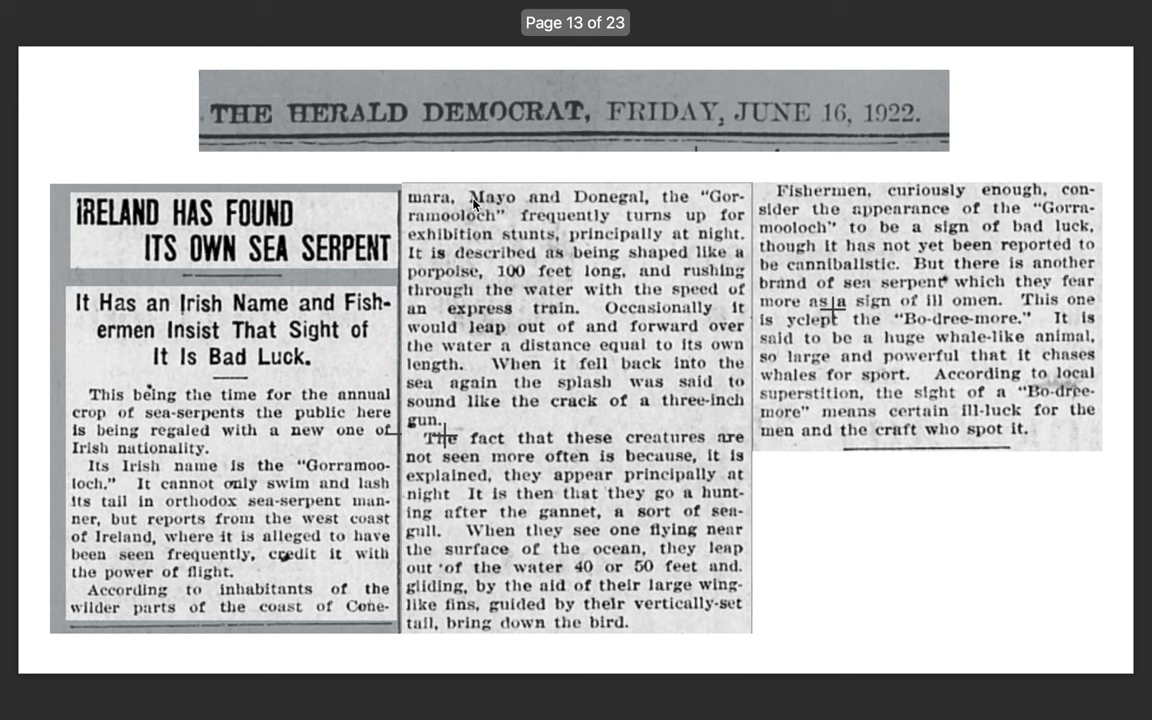 Page 13 of 23
THE HERALD DEMOCRAT, FRIDAY, JUNE 16, 1922.
IRELAND HAS FOUND
ITS OWN SEA SERPENT
It Has an Irish Name and Fish-
ermen Insist That Sight of
It Is Bad Luck.
This being the time for the annual
crop of sea-serpents the public here
is being regaled with a new one of
Irish nationality.
Its Irish name is the "Gorramoo-
loch." It cannot only swim and lash
its tail in orthodox sea-serpent man-
ner, but reports from the west coast
of Ireland, where it is alleged to have
been seen frequently, credit it with
the power of flight.
According to inhabitants of the
wilder parts of the coast of Cone-
mara, Mayo and Donegal, the "Gor-
ramooloch" frequently turns up for
exhibition stunts, principally at night.
It is described as being shaped like a
porpoise, 100 feet long, and rushing
through the water with the speed of
an express train. Occasionally it
would leap out of and forward over
the water a distance equal to its own
length. When it fell back into the
sea again the splash was said to
sound like the crack of a three-inch
gun.
The fact that these creatures are
not seen more often is because, it is
explained, they appear principally at
night It is then that they go a hunt-
ing after the gannet, a sort of sea-
gull. When they see one flying near
the surface of the ocean, they leap
out of the water 40 or 50 feet and.
gliding, by the aid of their large wing-
like fins, guided by their vertically-set
tail, bring down the bird.
Fishermen, curiously enough, con-
sider the appearance of the "Gorra-
mooloch" to be a sign of bad luck,
though it has not yet been reported to
be cannibalistic. But there is another
brand of sea serpent which they fear
more as a sign of ill omen. This one
is yclept the "Bo-dree-more." It is
said to be a huge whale-like animal,
so large and powerful that it chases
whales for sport. According to local
superstition, the sight of a "Bo-dree-
more" means certain ill-luck for the
men and the craft who spot it.